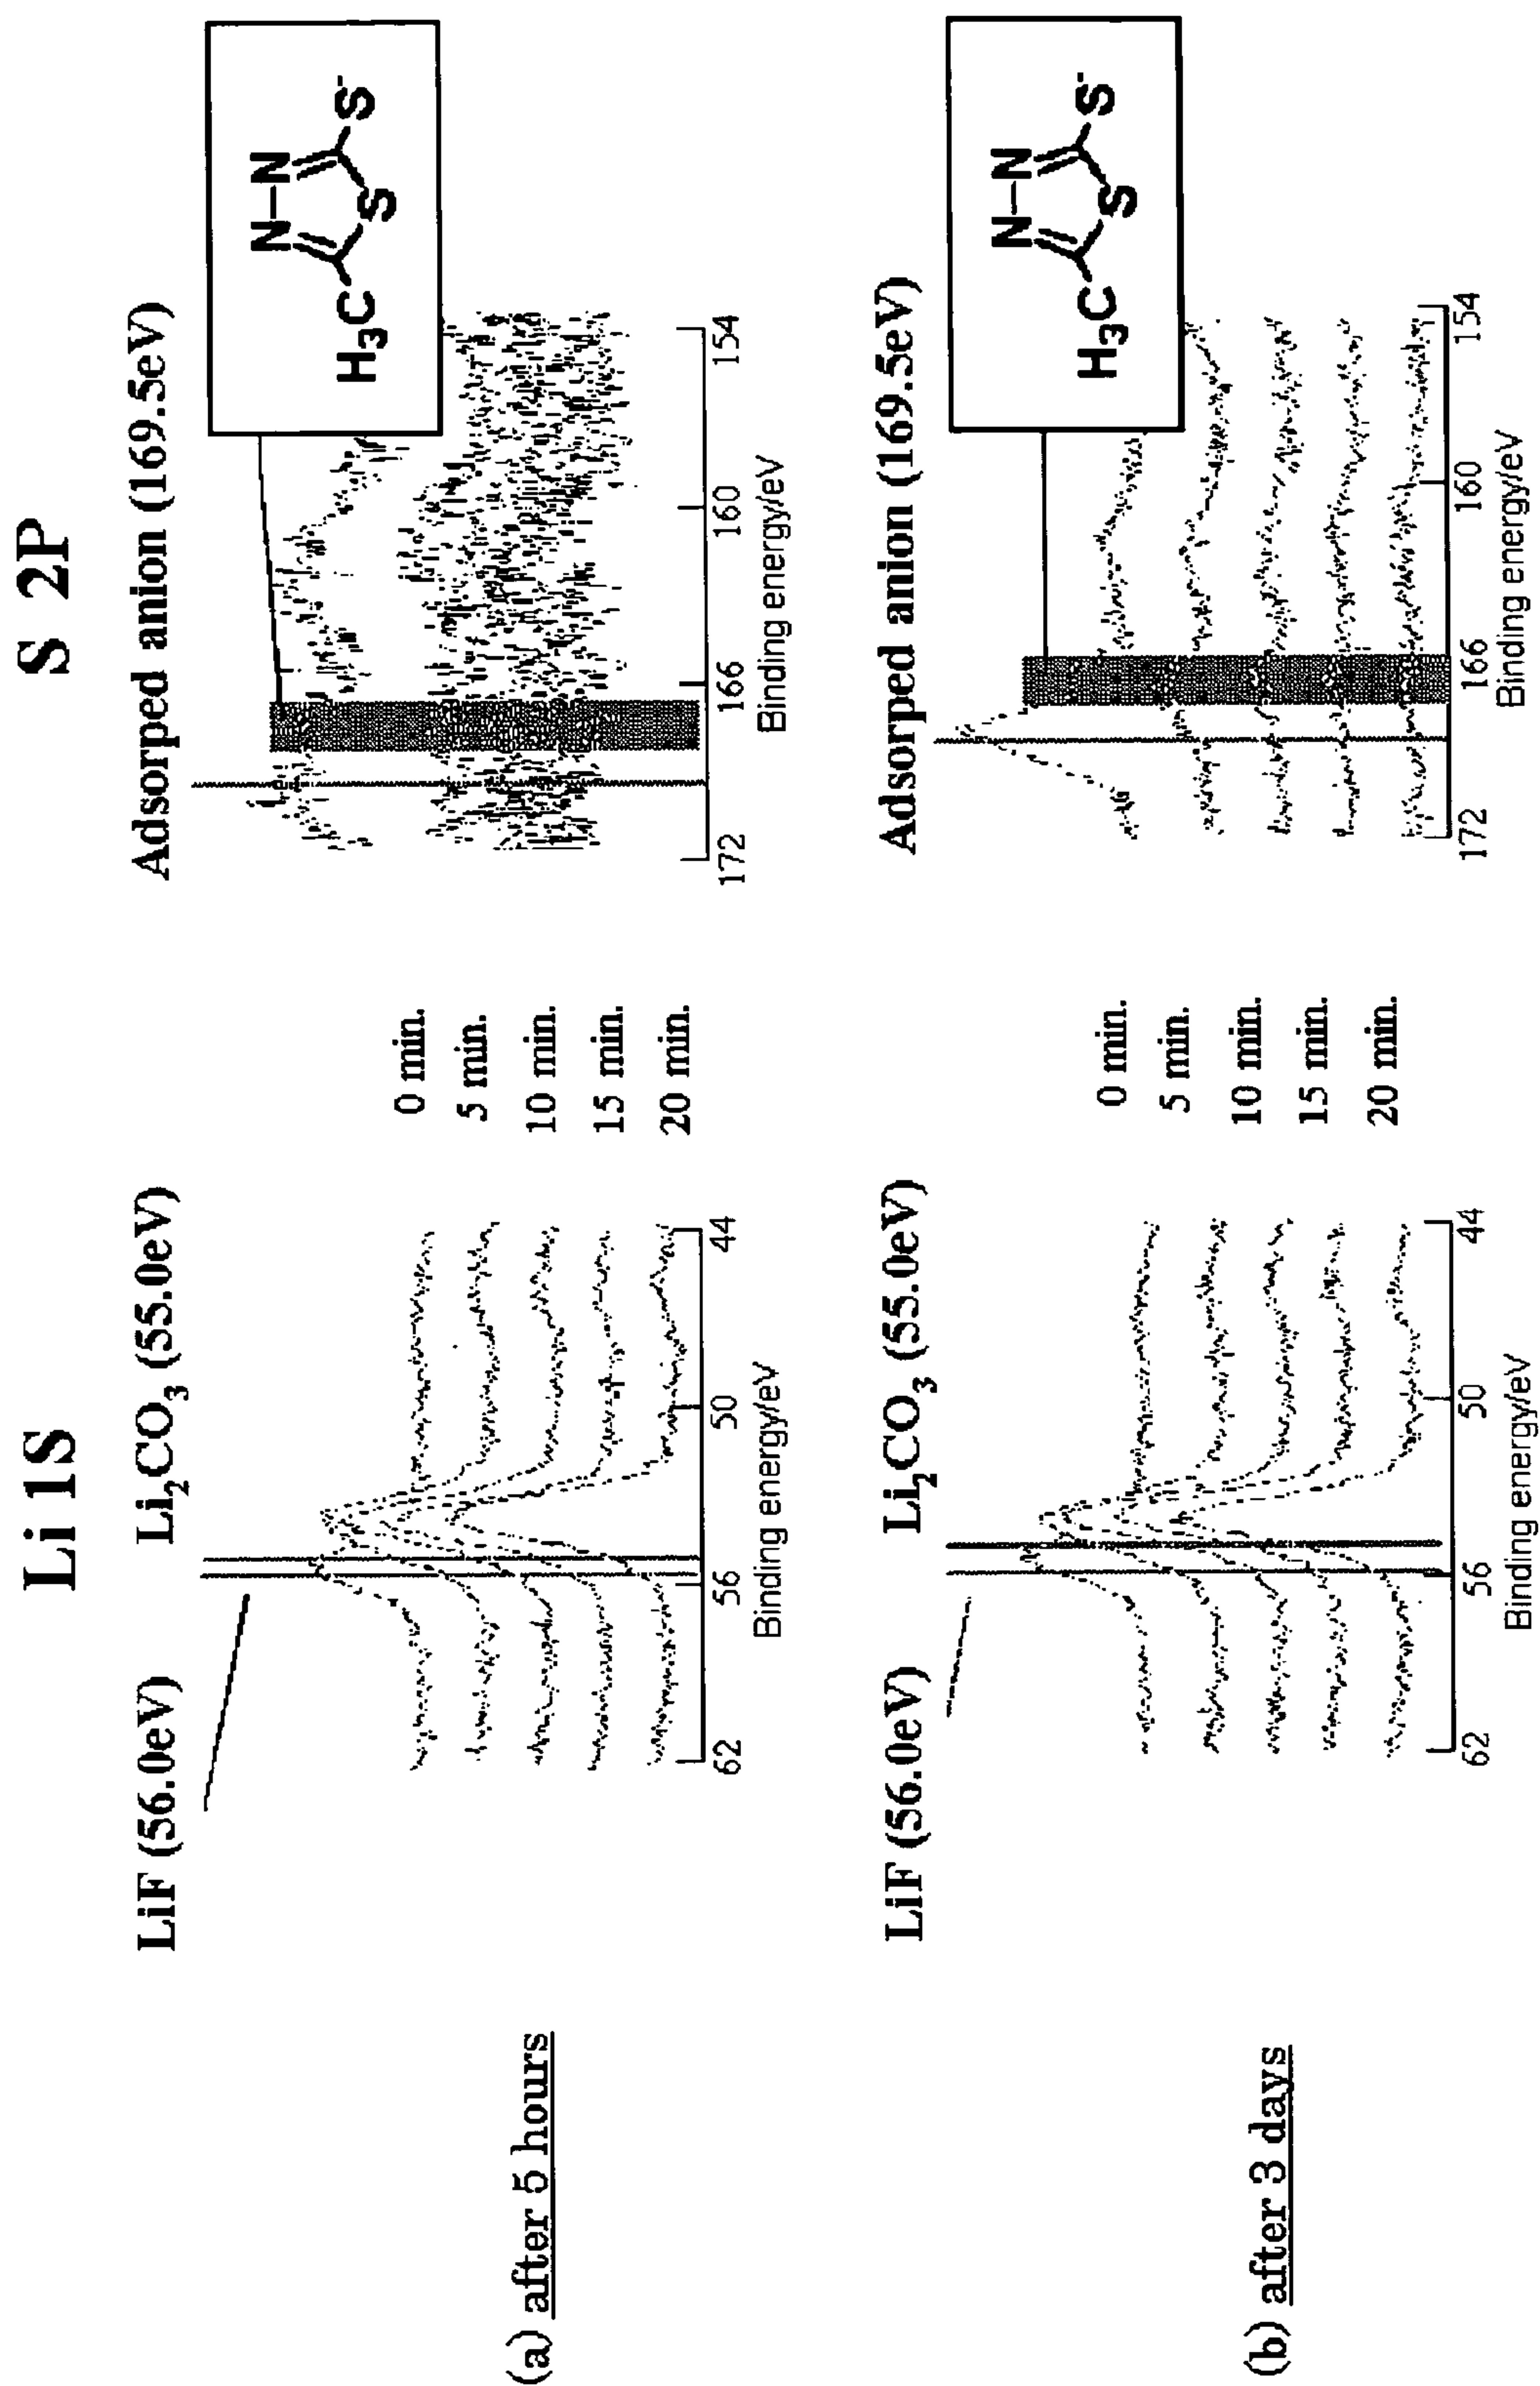 Li 1S
S 2P
LiF (56.0eV)
Li2CO3 (55.0eV)
Adsorped anion (169.5eV)
H3C
N—N
S
S-
(a) after 5 hours
0 min.
5 min.
10 min.
15 min.
20 min.
62
56
50
44
Binding energy/eV
172
166
160
154
Binding energy/eV
LiF (56.0eV)
Li2CO3 (55.0eV)
Adsorped anion (169.5eV)
H3C
N—N
S
S-
(b) after 3 days
0 min.
5 min.
10 min.
15 min.
20 min.
62
56
50
44
Binding energy/eV
172
166
160
154
Binding energy/eV